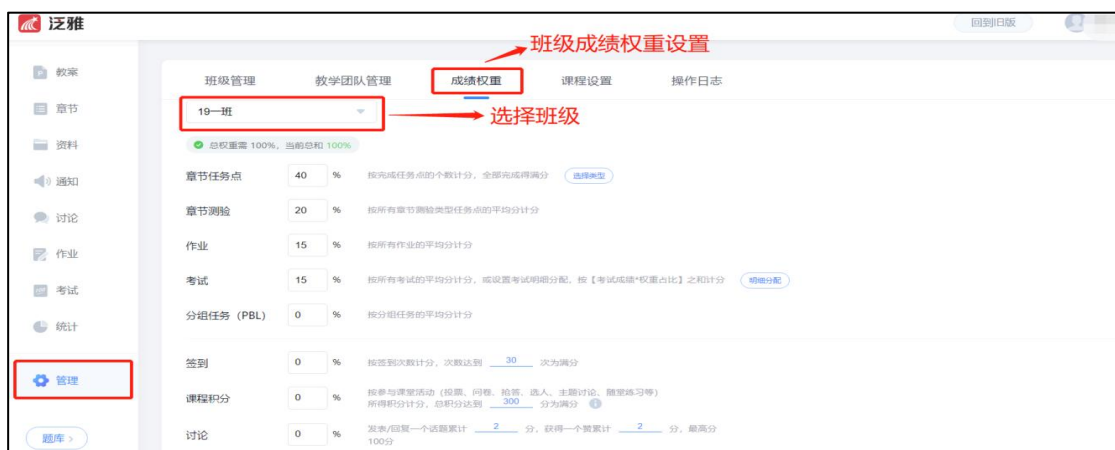 泛雅
回到旧版
班级成绩权重设置
教案
班级管理 教学团队管理 成绩权重 课程设置 操作日志
章节
19一班
选择班级
总权重需 100%，当前总和 100%
资料
章节任务点 40 % 按完成任务点的个数计分，全部完成得满分 选择类型
通知
章节测验 20 % 按所有章节测验类型任务点的平均分计分
讨论
作业 15 % 按所有作业的平均分计分
作业
考试 15 % 按所有考试的平均分计分，或设置考试明细分配，按【考试成绩*权重占比】之和计分 明细分配
考试
分组任务（PBL） 0 % 按分组任务的平均分计分
统计
签到 0 % 按签到次数计分，次数达到 30 次为满分
管理
课程积分 0 % 按参与课堂活动（投票、问卷、抢答、选人、主题讨论、随堂练习等）
所得积分计分，总积分达到 300 分为满分
讨论 0 % 发表/回复一个话题累计 2 分，获得一个赞累计 2 分，最高分
100分
题库 >